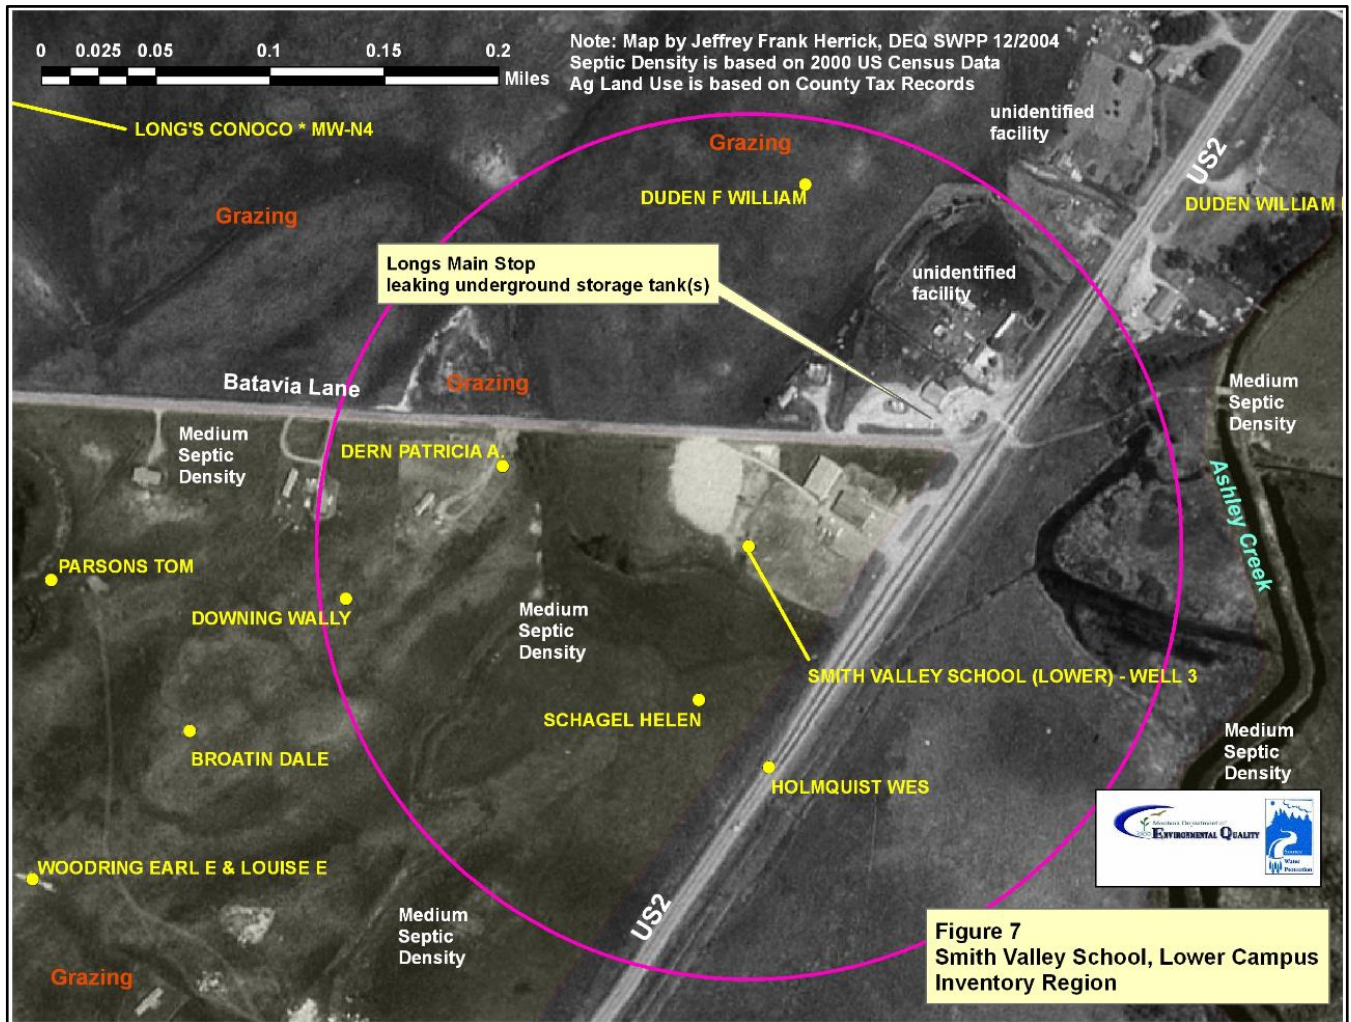 0 0.025 0.05 0.1 0.15 0.2
Miles
Note: Map by Jeffrey Frank Herrick, DEQ SWPP 12/2004
Septic Density is based on 2000 US Census Data
Ag Land Use is based on County Tax Records
LONG'S CONOCO * MW-N4
Grazing
unidentified
facility
US2
DUDEN F WILLIAM
DUDEN WILLIAM
Grazing
Longs Main Stop
leaking underground storage tank(s)
unidentified
facility
Batavia Lane
Grazing
Medium
Septic
Density
Medium
Septic
Density
DERN PATRICIA A.
Ashley Creek
PARSONS TOM
DOWNING WALLY
Medium
Septic
Density
SMITH VALLEY SCHOOL (LOWER) - WELL 3
SCHAGEL HELEN
BROATIN DALE
HOLMQUIST WES
Medium
Septic
Density
Montana Department of
ENVIRONMENTAL QUALITY
Source
Water
Protection
WOODRING EARL E & LOUISE E
US2
Medium
Septic
Density
Grazing
Figure 7
Smith Valley School, Lower Campus
Inventory Region